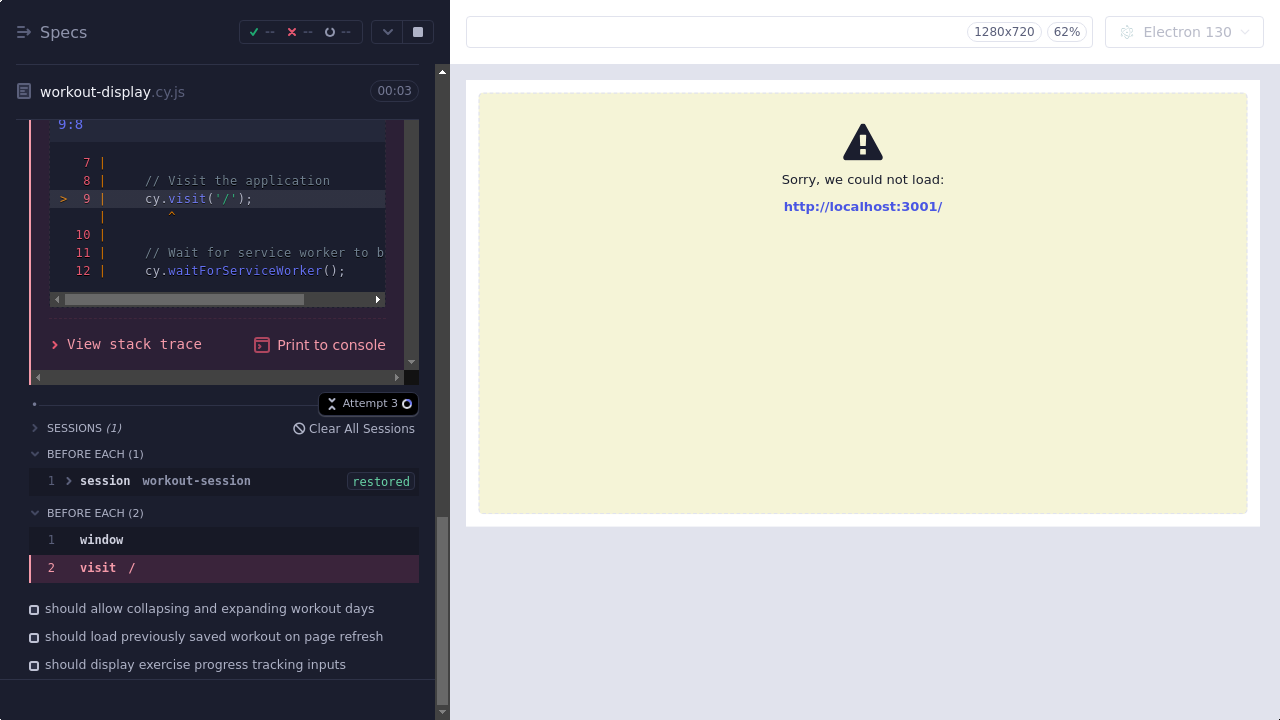 Specs
-- -- --
1280x720
62%
Electron 130
workout-display.cy.js
00:03
9:8
7 |
8 | // Visit the application
> 9 | cy.visit('/');
| ^
10 |
11 | // Wait for service worker to b
12 | cy.waitForServiceWorker();
View stack trace
Print to console
Attempt 3
SESSIONS (1)
Clear All Sessions
BEFORE EACH (1)
1 session workout-session restored
BEFORE EACH (2)
1 window
2 visit /
should allow collapsing and expanding workout days
should load previously saved workout on page refresh
should display exercise progress tracking inputs
Sorry, we could not load:
http://localhost:3001/